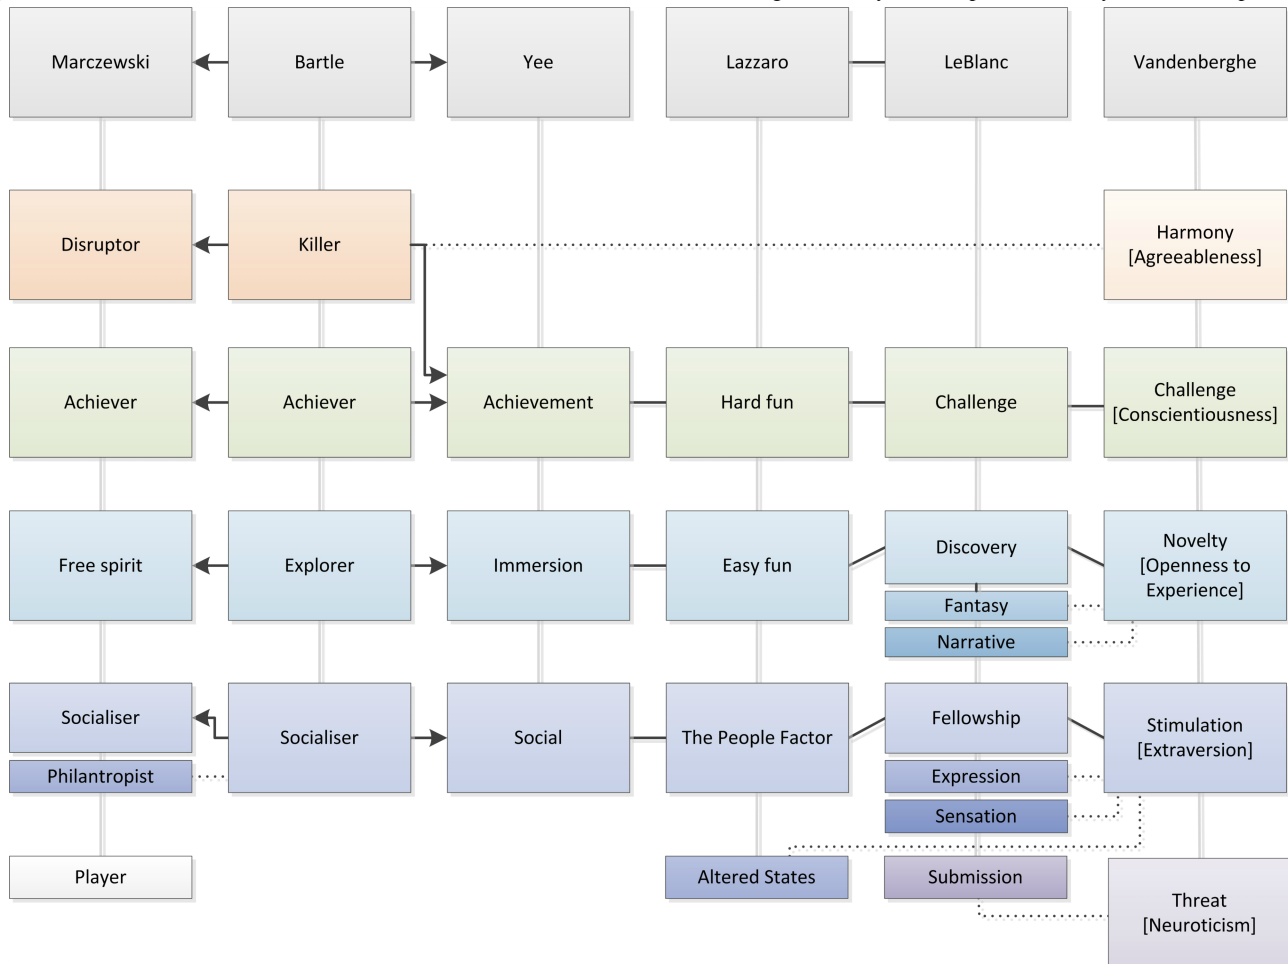 Marczewski
Bartle
Yee
Lazzaro
LeBlanc
Vandenberghe
Disruptor
Killer
Harmony
[Agreeableness]
Achiever
Achiever
Achievement
Hard fun
Challenge
Challenge
[Conscientiousness]
Free spirit
Explorer
Immersion
Easy fun
Discovery
Fantasy
Narrative
Novelty
[Openness to
Experience]
Socialiser
Philantropist
Socialiser
Social
The People Factor
Fellowship
Expression
Sensation
Stimulation
[Extraversion]
Player
Altered States
Submission
Threat
[Neuroticism]